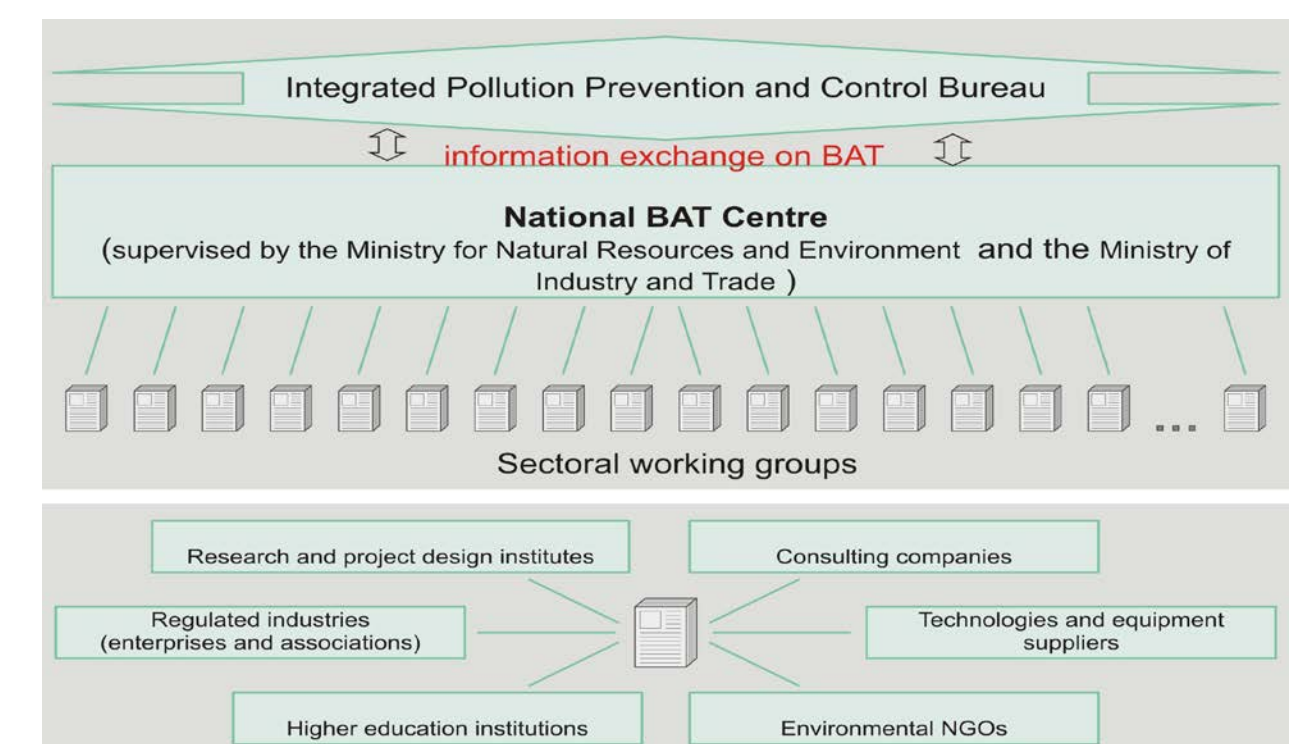 Integrated Pollution Prevention and Control Bureau
information exchange on BAT
National BAT Centre
(supervised by the Ministry for Natural Resources and Environment and the Ministry of
Industry and Trade )
...
Sectoral working groups
Research and project design institutes
Consulting companies
Regulated industries
(enterprises and associations)
Technologies and equipment
suppliers
Higher education institutions
Environmental NGOs